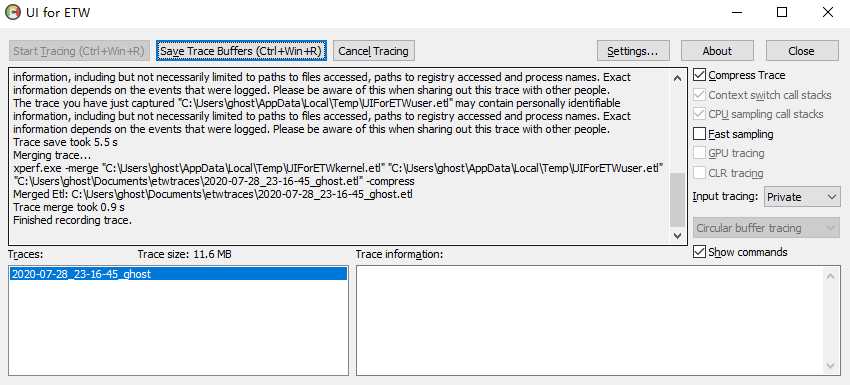 UI for ETW
Start Tracing (Ctrl+Win+R)
Save Trace Buffers (Ctrl+Win+R)
Cancel Tracing
Settings...
About
Close
information, including but not necessarily limited to paths to files accessed, paths to registry accessed and process names. Exact
information depends on the events that were logged. Please be aware of this when sharing out this trace with other people.
The trace you have just captured "C:\Users\ghost\AppData\Local\Temp\UIForETWuser.etl" may contain personally identifiable
information, including but not necessarily limited to paths to files accessed, paths to registry accessed and process names. Exact
information depends on the events that were logged. Please be aware of this when sharing out this trace with other people.
Trace save took 5.5 s
Merging trace...
xperf.exe -merge "C:\Users\ghost\AppData\Local\Temp\UIForETWkernel.etl" "C:\Users\ghost\AppData\Local\Temp\UIForETWuser.etl"
"C:\Users\ghost\Documents\etwtraces\2020-07-28_23-16-45_ghost.etl" -compress
Merged Etl: C:\Users\ghost\Documents\etwtraces\2020-07-28_23-16-45_ghost.etl
Trace merge took 0.9 s
Finished recording trace.
Compress Trace
Context switch call stacks
CPU sampling call stacks
Fast sampling
GPU tracing
CLR tracing
Input tracing: Private
Circular buffer tracing
Show commands
Traces:
Trace size: 11.6 MB
Trace information:
2020-07-28_23-16-45_ghost